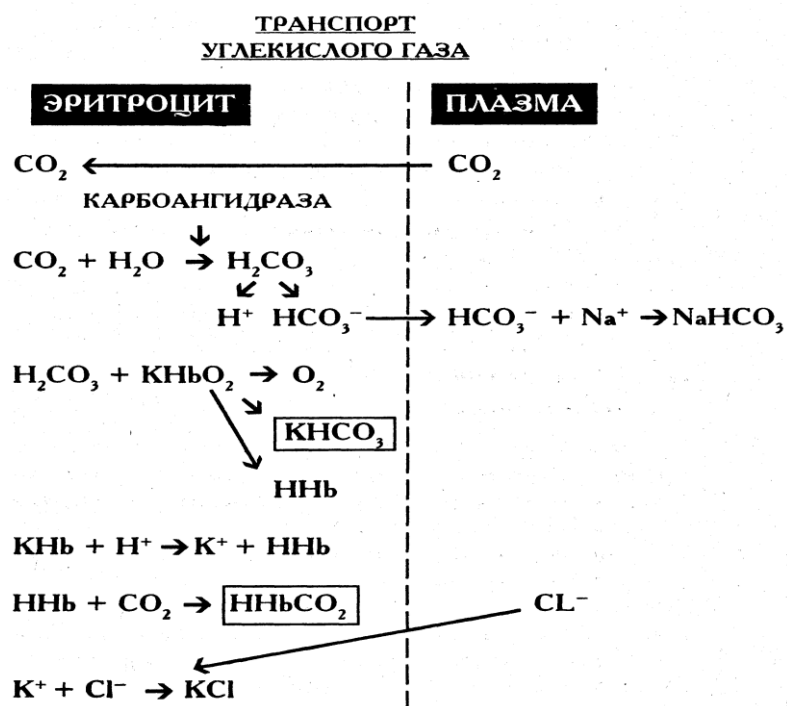 ТРАНСПОРТ
УГЛЕКИСЛОГО ГАЗА
ЭРИТРОЦИТ ПЛАЗМА
CO₂ ← CO₂
КАРБОАНГИДРАЗА
CO₂ + H₂O → H₂CO₃
H⁺ HCO₃⁻ → HCO₃⁻ + Na⁺ → NaHCO₃
H₂CO₃ + KHbO₂ → O₂
KHCO₃
HHb
KHb + H⁺ → K⁺ + HHb
HHb + CO₂ → HHbCO₂ CL⁻
K⁺ + Cl⁻ → KCl